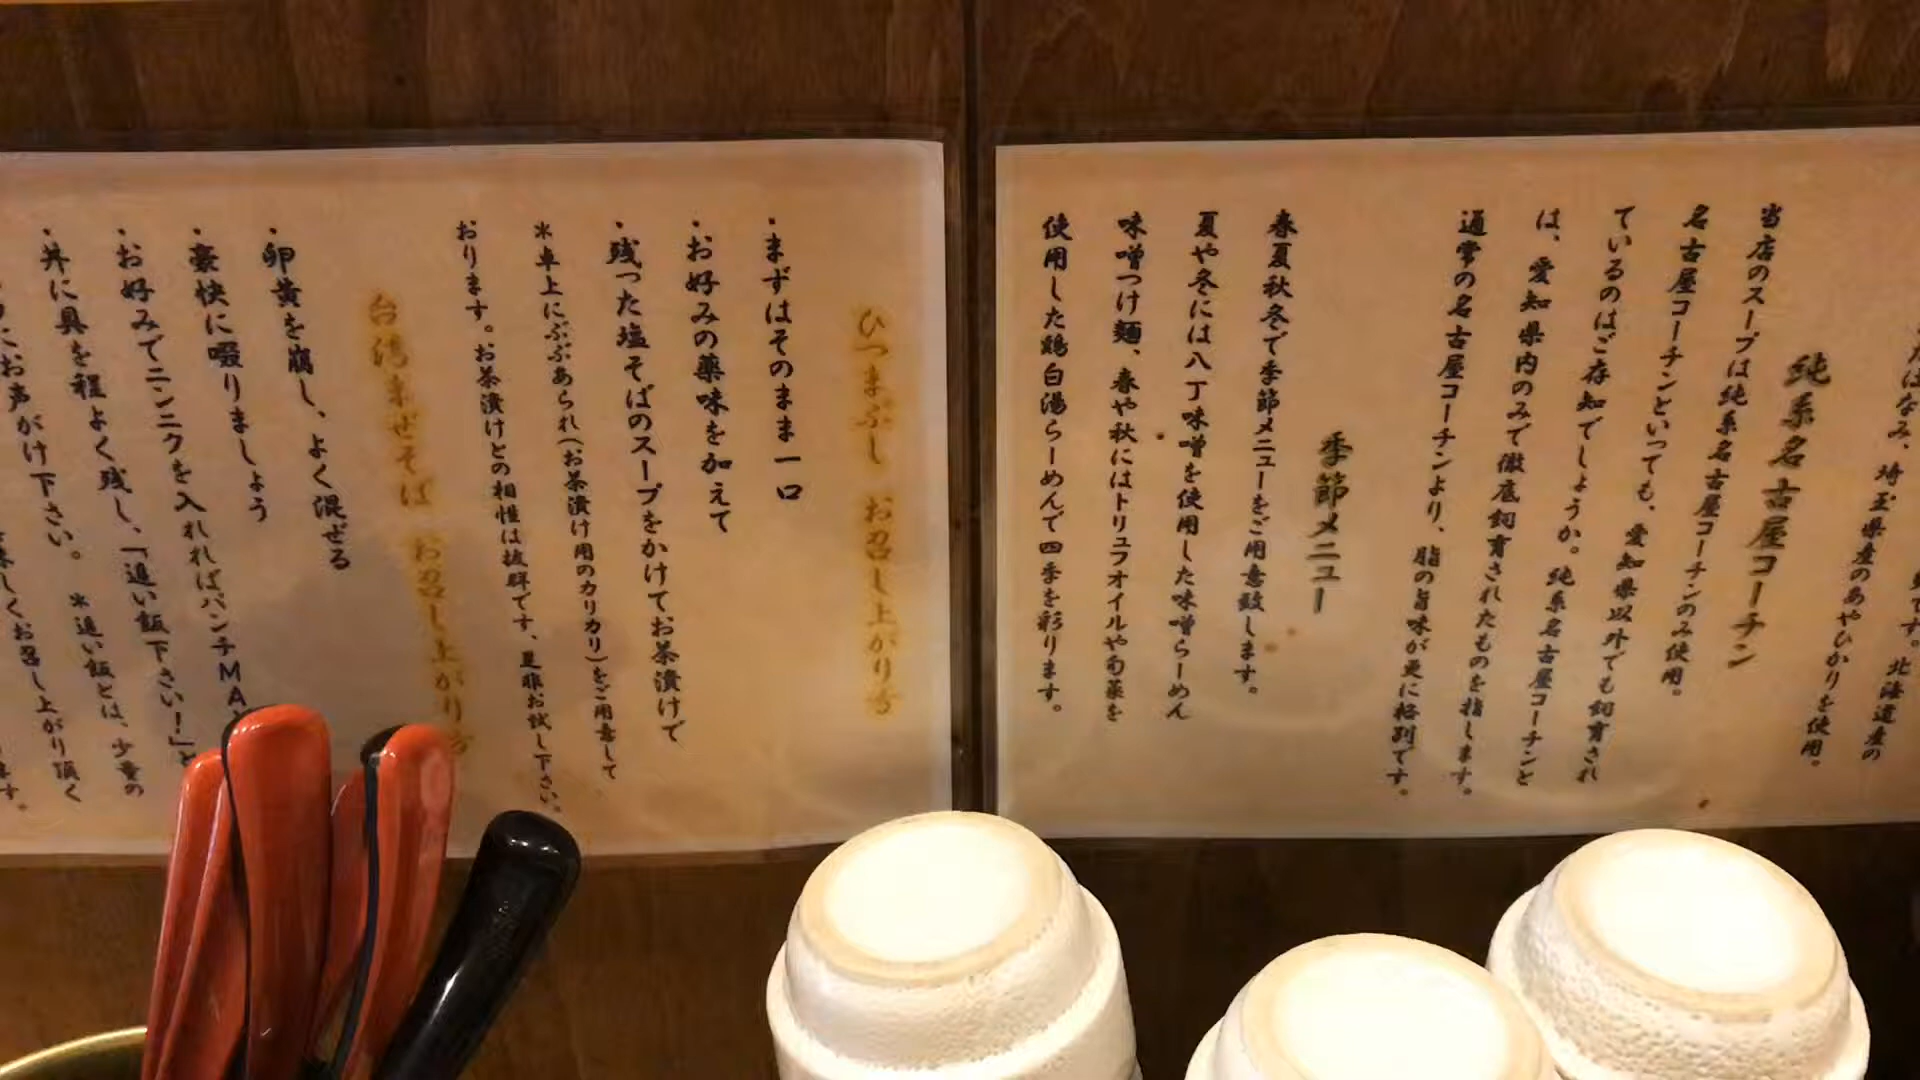 北海道産の
ちなみ、埼玉県産のあやひかりを使用。
純系名古屋コーチン
当店のスープは純系名古屋コーチンのみ使用。
名古屋コーチンといっても、愛知県以外でも飼育され
ているのはご存知でしょうか。純系名古屋コーチンと
は、愛知県内のみで徹底飼育されたものを指します。
通常の名古屋コーチンより、脂の旨味が更に格別です。
季節メニュー
春夏秋冬で季節メニューをご用意致します。
夏や冬には八丁味噌を使用した味噌らーめん
味噌つけ麺、春や秋にはトリュフオイルや旬菜を
使用した鶏白湯らーめんで四季を彩ります。
ひつまぶし お召し上がり方
・まずはそのまま一口
・お好みの薬味を加えて
・残った塩そばのスープをかけてお茶漬けで
※卓上にぶぶあられ(お茶漬け用のカリカリ)をご用意して
おります。お茶漬けとの相性は抜群です、是非お試し下さい。
台湾まぜそば お召し上がり方
・卵黄を崩し、よく混ぜる
・豪快に啜りましょう
・お好みでニンニクを入れればパンチMA
・丼に具を程よく残し、「追い飯下さい!」と
お声がけ下さい。 ※追い飯とは、少量の
しくお召し上がり頂く
ます。